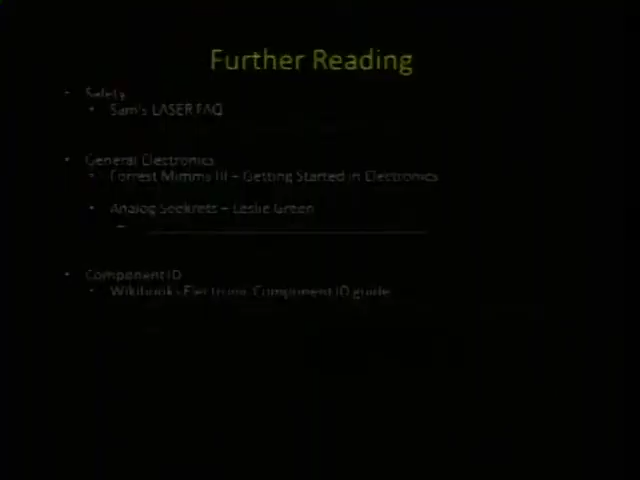 Further Reading
• Safety
• Sam's LASER FAQ
• General Electronics
• Forrest Mimms III – Getting Started in Electronics
• Analog Seekrets – Leslie Green
–
• Component ID
• Wikibooks Electronic Component ID guide